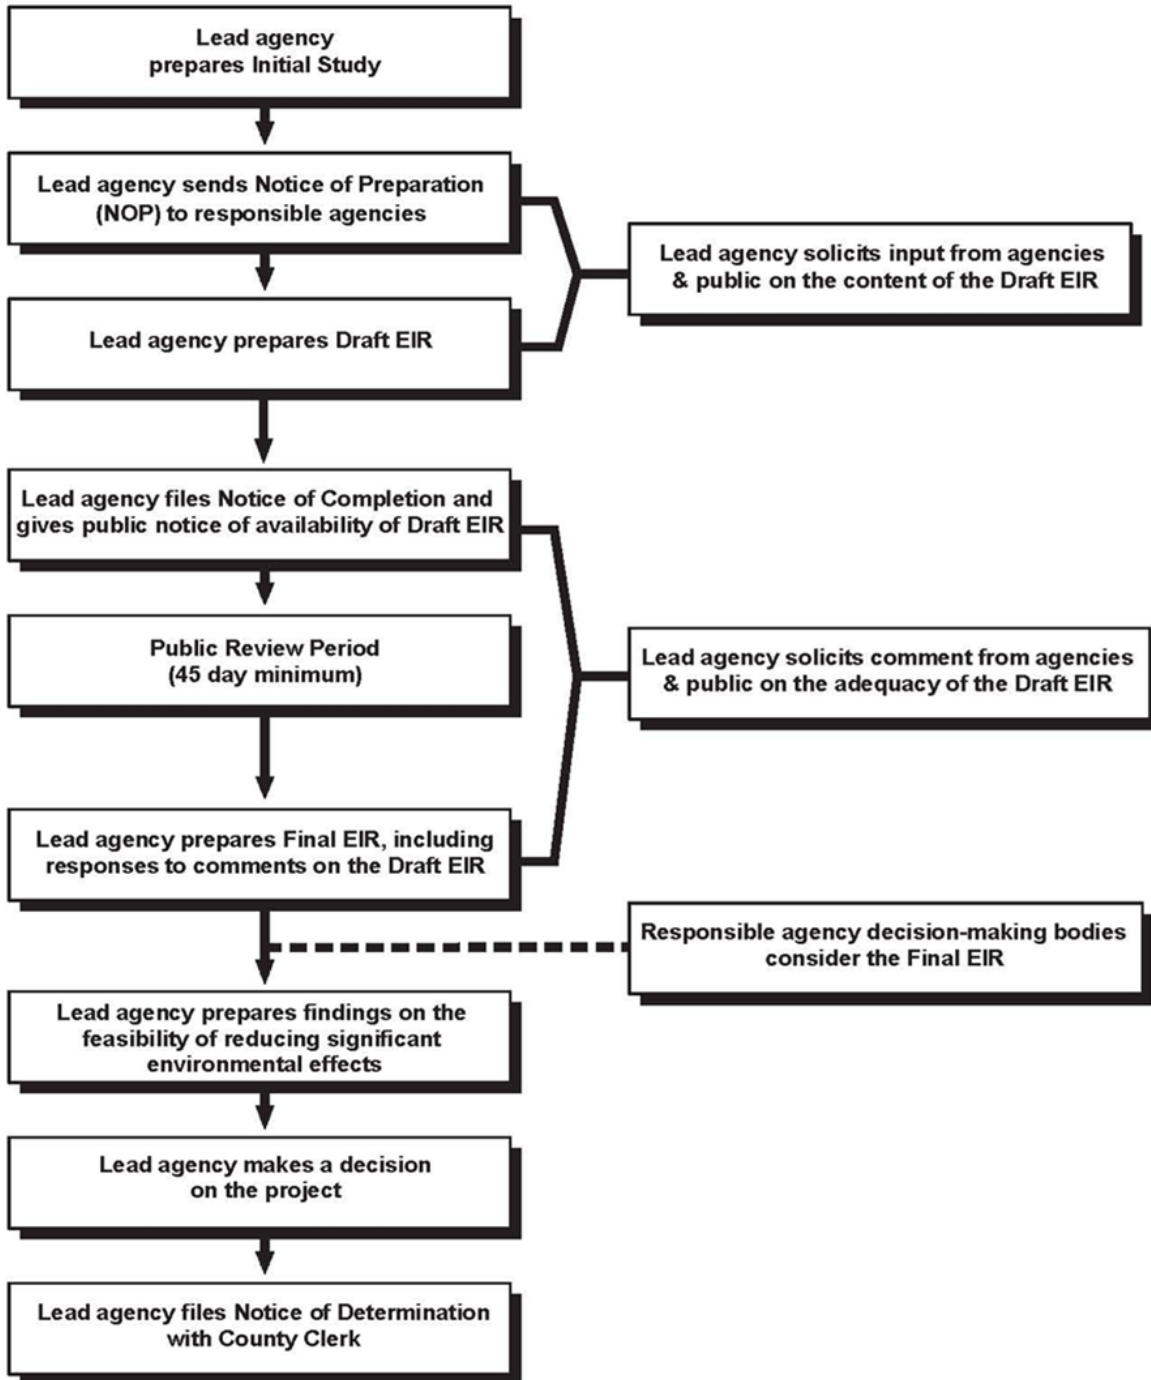 Lead agency
prepares Initial Study
Lead agency sends Notice of Preparation
(NOP) to responsible agencies
Lead agency solicits input from agencies
& public on the content of the Draft EIR
Lead agency prepares Draft EIR
Lead agency files Notice of Completion and
gives public notice of availability of Draft EIR
Public Review Period
(45 day minimum)
Lead agency solicits comment from agencies
& public on the adequacy of the Draft EIR
Lead agency prepares Final EIR, including
responses to comments on the Draft EIR
Responsible agency decision-making bodies
consider the Final EIR
Lead agency prepares findings on the
feasibility of reducing significant
environmental effects
Lead agency makes a decision
on the project
Lead agency files Notice of Determination
with County Clerk